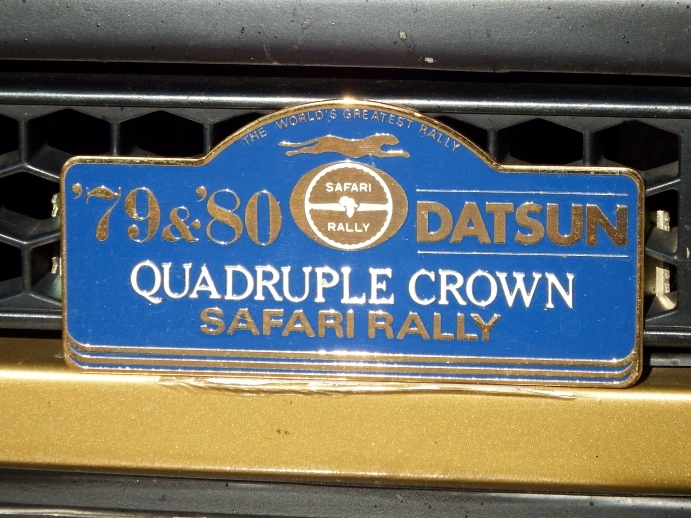 THE WORLD'S GREATEST RALLY
'79 & '80
SAFARI
RALLY
DATSUN
QUADRUPLE CROWN
SAFARI RALLY